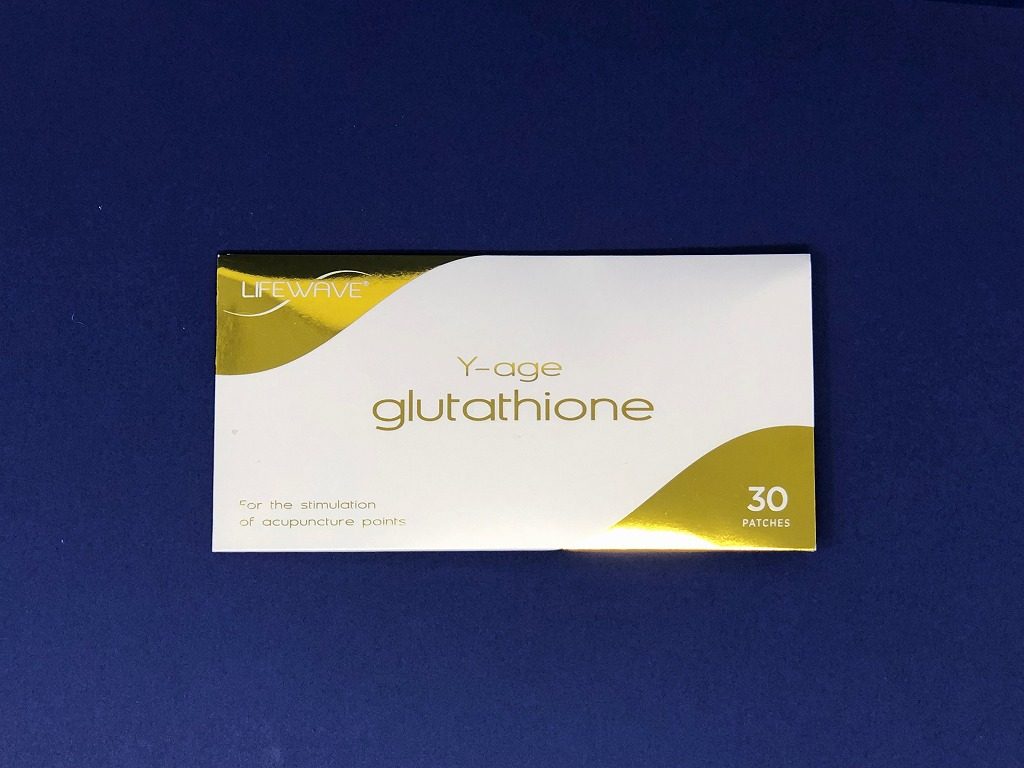 LIFEWAVE®
Y-age
glutathione
For the stimulation
of acupuncture points
30
PATCHES